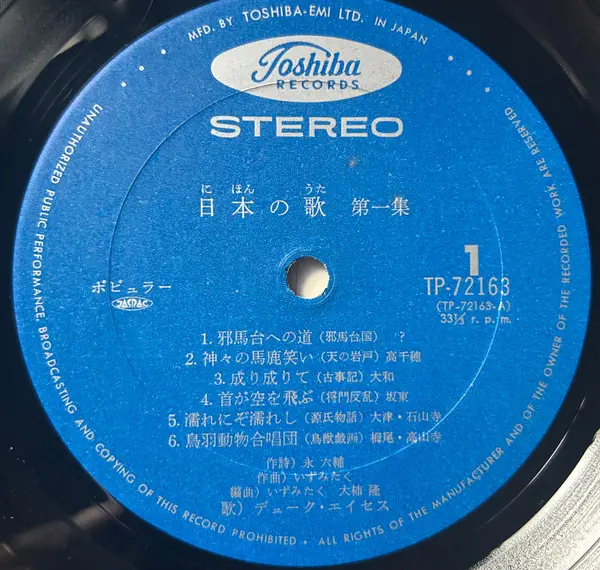 MFD. BY TOSHIBA-EMI LTD. IN JAPAN
Toshiba
RECORDS
STEREO
に ほん うた
日本の歌 第一集
1
ポピュラー
TP-72163
JASRAC
(TP-72163-A)
33⅓ r. p. m.
1. 邪馬台への道 (邪馬台国) ?
2. 神々の馬鹿笑い (天の岩戸) 高千穂
3. 成り成りて (古事記) 大和
4. 首が空を飛ぶ (将門反乱) 坂東
5. 濡れにぞ濡れし (源氏物語) 大津・石山寺
6. 鳥羽動物合唱団 (鳥獣戯画) 栂尾・高山寺
作詩) 永 六輔
作曲) いずみたく
編曲) いずみたく 大柿 隆
歌) デューク・エイセス
UNAUTHORIZED PUBLIC PERFORMANCE, BROADCASTING AND COPYING OF THIS RECORD PROHIBITED • ALL RIGHTS OF THE MANUFACTURER AND OF THE OWNER OF THE RECORDED WORK ARE RESERVED